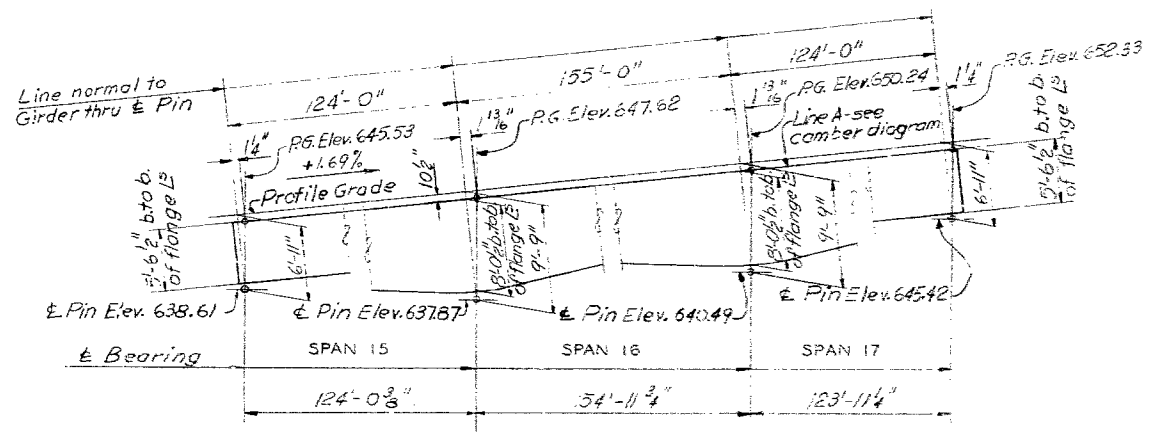 Line normal to
Girder thru ℄ Pin
124'-0"
155'-0"
124'-0"
1¼"
P.G. Elev. 645.53
+1.69%
Profile Grade
1 13/16"
P.G. Elev. 647.62
1 13/16"
P.G. Elev. 650.24
Line A-see
camber diagram
1¼"
P.G. Elev. 652.33
10½"
5'-6½" b.to b.
of flange Ls
6'-11"
8'-0½" b.to b.
of flange Ls
9'-9"
8'-0½" b.to b.
of flange Ls
9'-9"
6'-11"
5'-6½" b.to b.
of flange Ls
℄ Pin Elev. 638.61
℄ Pin Elev. 637.87
℄ Pin Elev. 640.49
℄ Pin Elev. 645.42
℄ Bearing
SPAN 15
SPAN 16
SPAN 17
124'-0⅜"
154'-11¾"
123'-11¼"